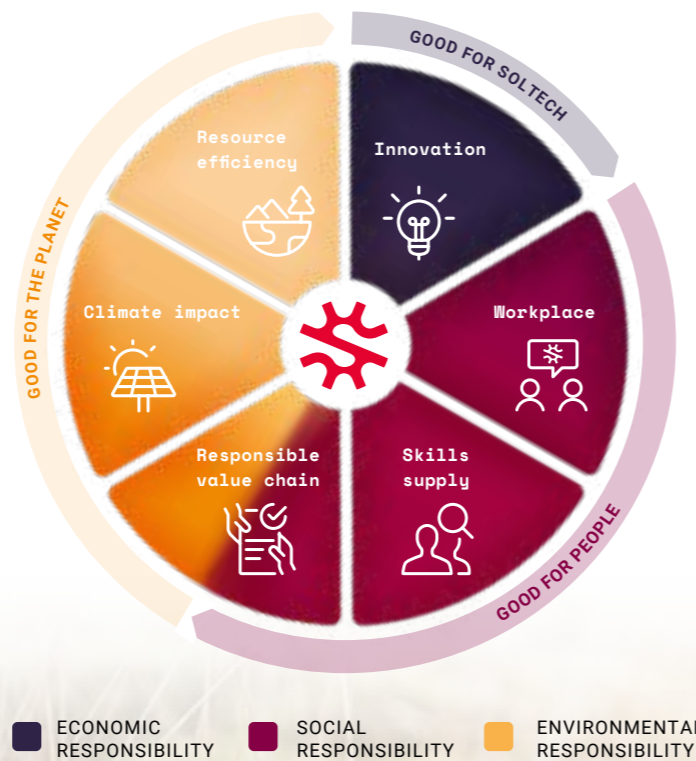 GOOD FOR SOLTECH
Resource
efficiency
Innovation
GOOD FOR THE PLANET
Climate impact
Workplace
Responsible
value chain
Skills
supply
GOOD FOR PEOPLE
ECONOMIC
RESPONSIBILITY
SOCIAL
RESPONSIBILITY
ENVIRONMENTAL
RESPONSIBILITY